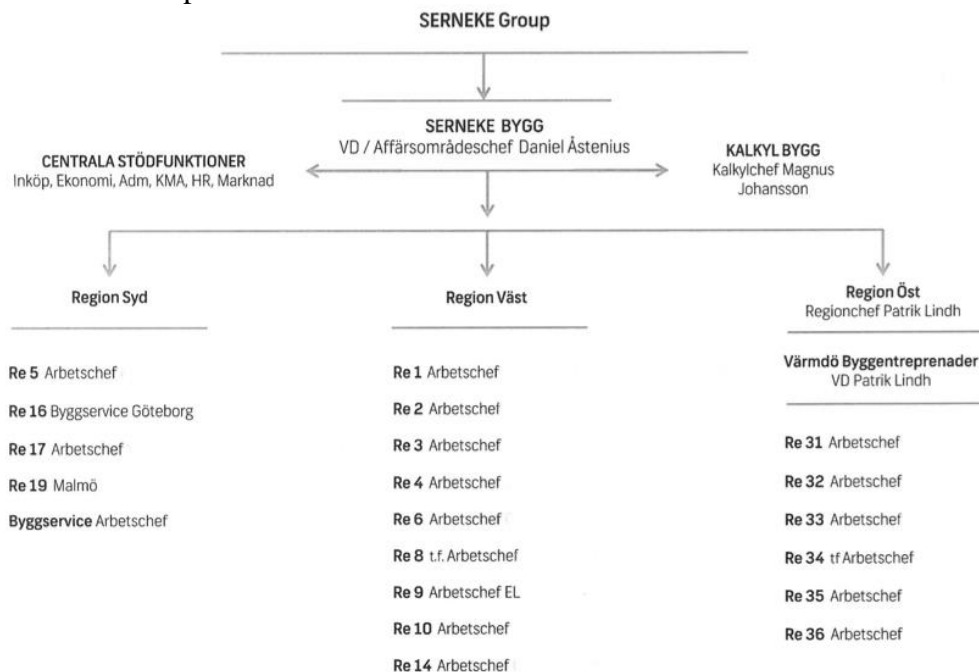 SERNEKE Group
SERNEKE BYGG
VD / Affärsområdeschef Daniel Åstenius
CENTRALA STÖDFUNKTIONER
Inköp, Ekonomi, Adm, KMA, HR, Marknad
KALKYL BYGG
Kalkylchef Magnus
Johansson
Region Syd
Re 5 Arbetschef
Re 16 Byggservice Göteborg
Re 17 Arbetschef
Re 19 Malmö
Byggservice Arbetschef
Region Väst
Re 1 Arbetschef
Re 2 Arbetschef
Re 3 Arbetschef
Re 4 Arbetschef
Re 6 Arbetschef
Re 8 t.f. Arbetschef
Re 9 Arbetschef EL
Re 10 Arbetschef
Re 14 Arbetschef
Region Öst
Regionchef Patrik Lindh
Värmdö Byggentreprenader
VD Patrik Lindh
Re 31 Arbetschef
Re 32 Arbetschef
Re 33 Arbetschef
Re 34 tf Arbetschef
Re 35 Arbetschef
Re 36 Arbetschef